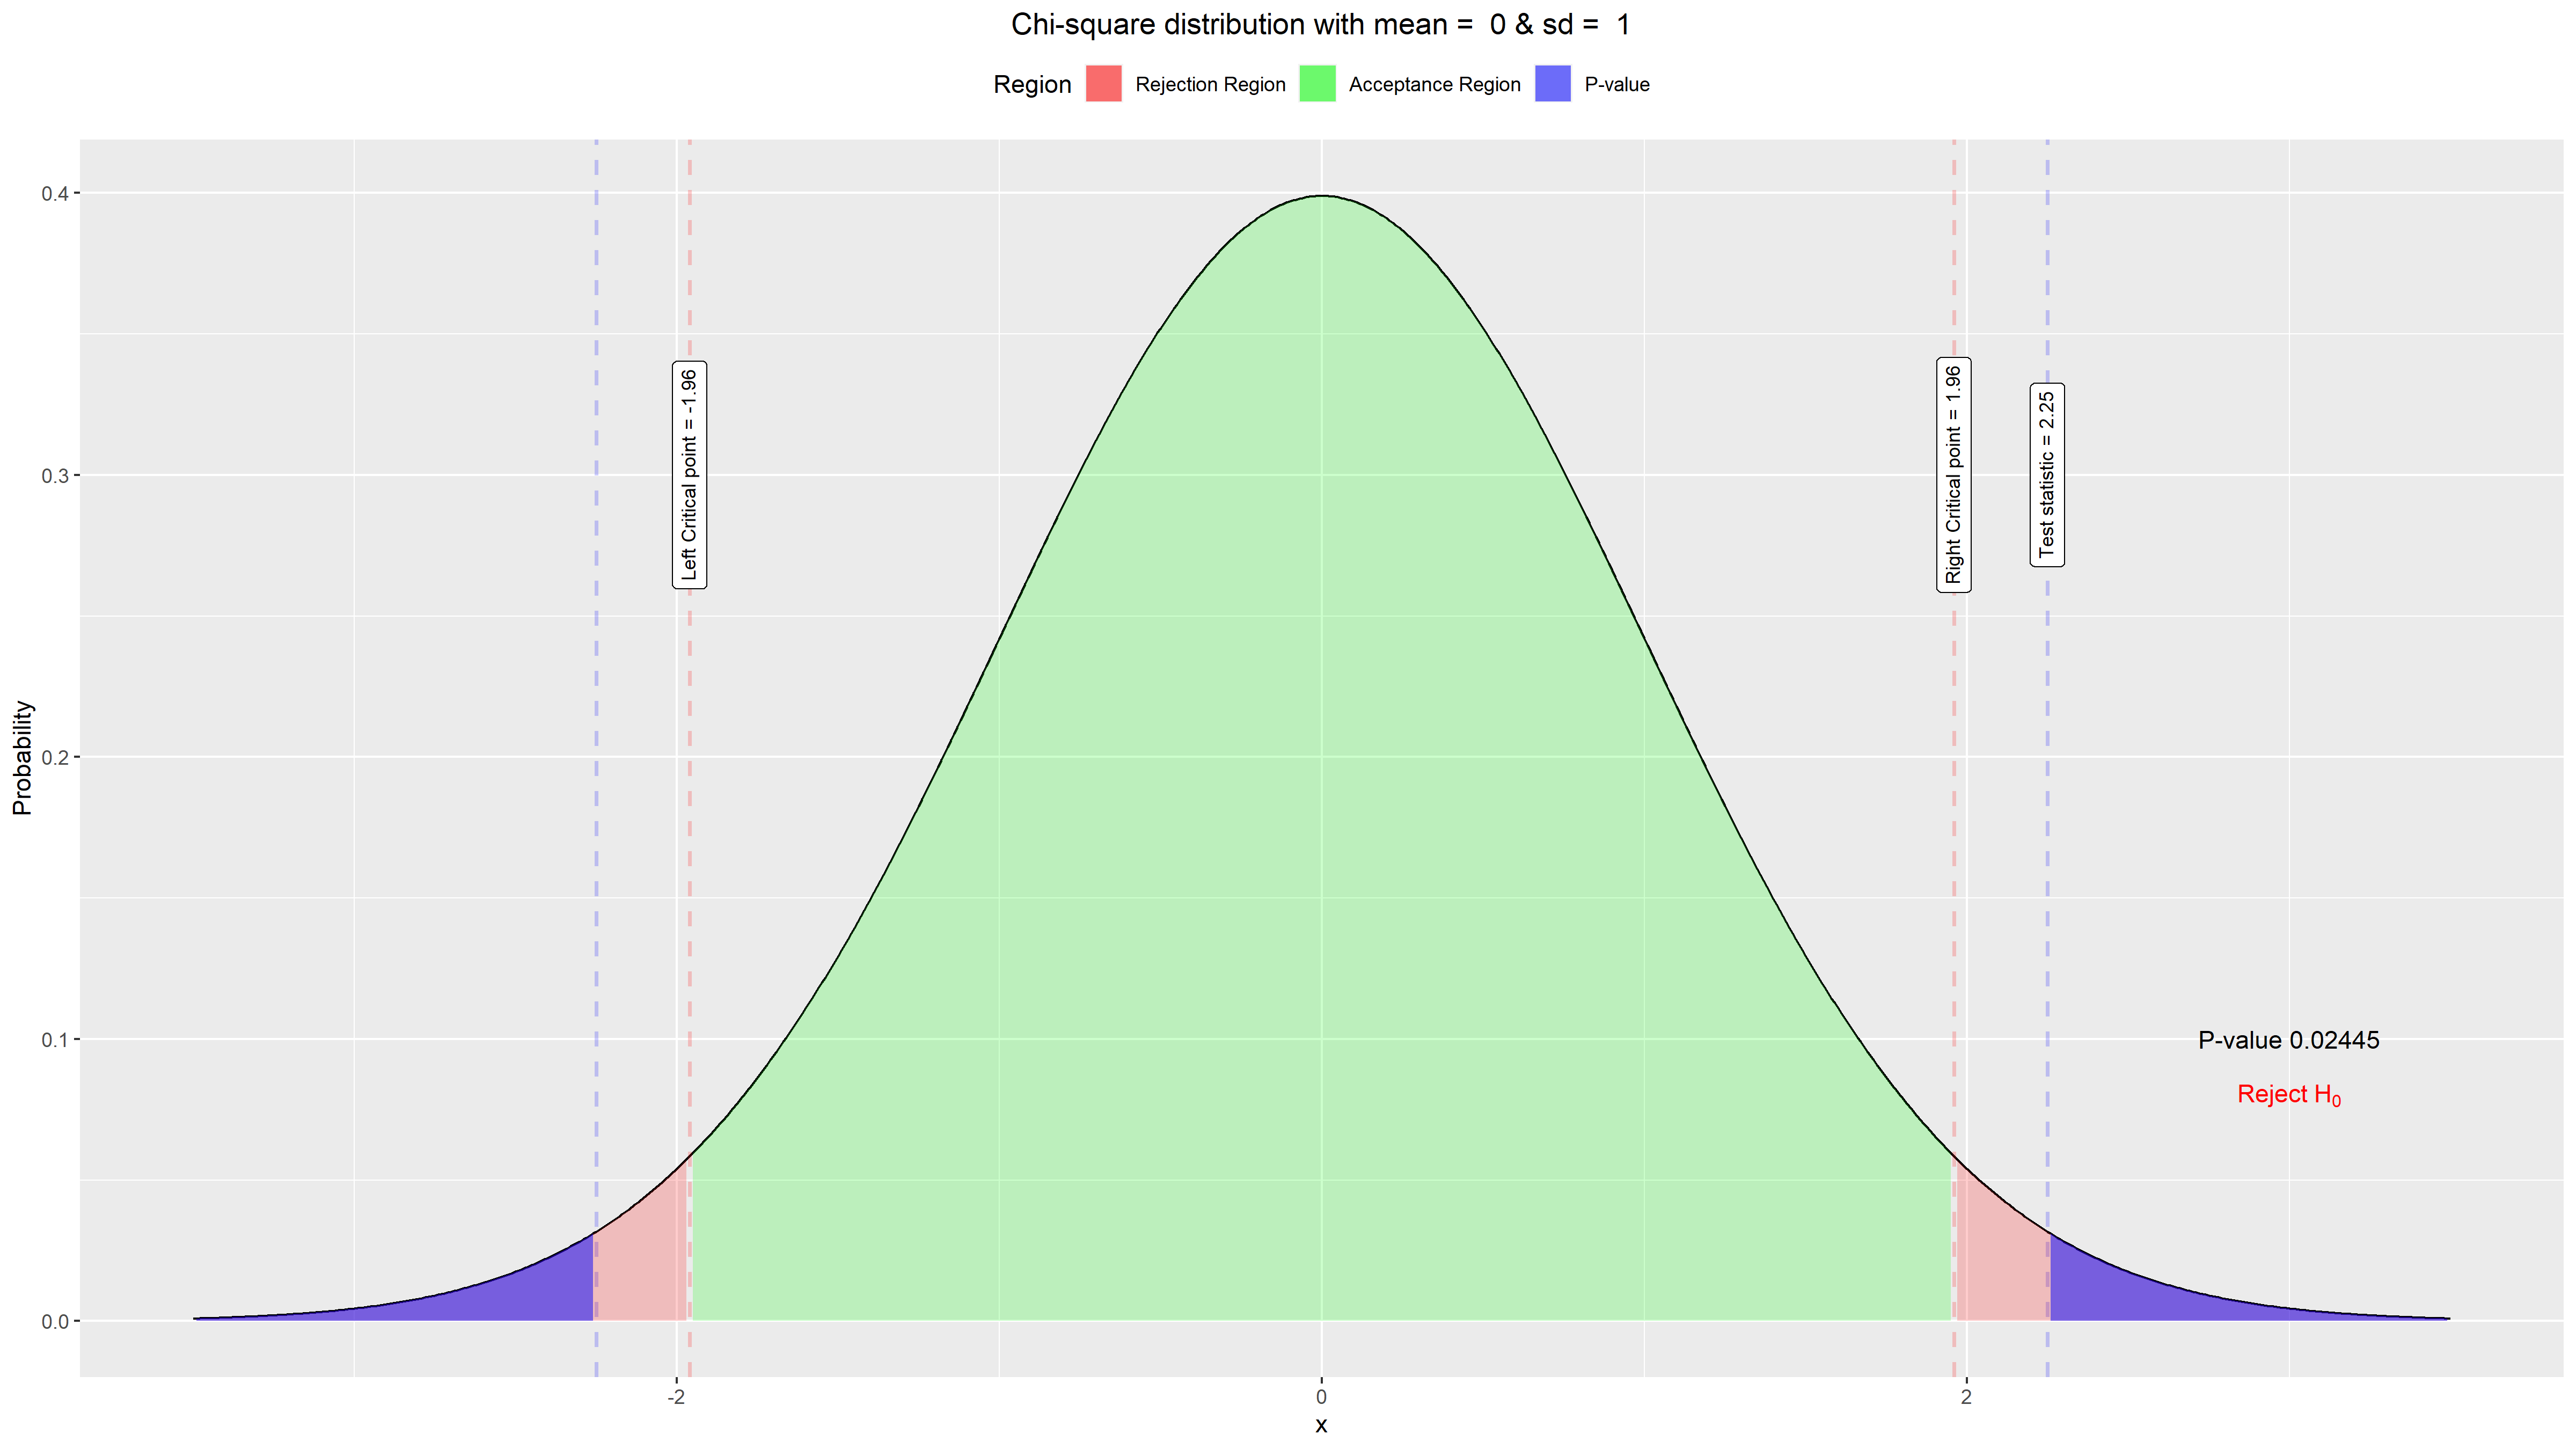 Chi-square distribution with mean =  0 & sd =  1
Region Rejection Region Acceptance Region P-value
0.4
0.3
0.2
0.1
0.0
Probability
Left Critical point = -1.96
Right Critical point = 1.96
Test statistic = 2.25
P-value 0.02445
Reject H₀
-2 0 2
x